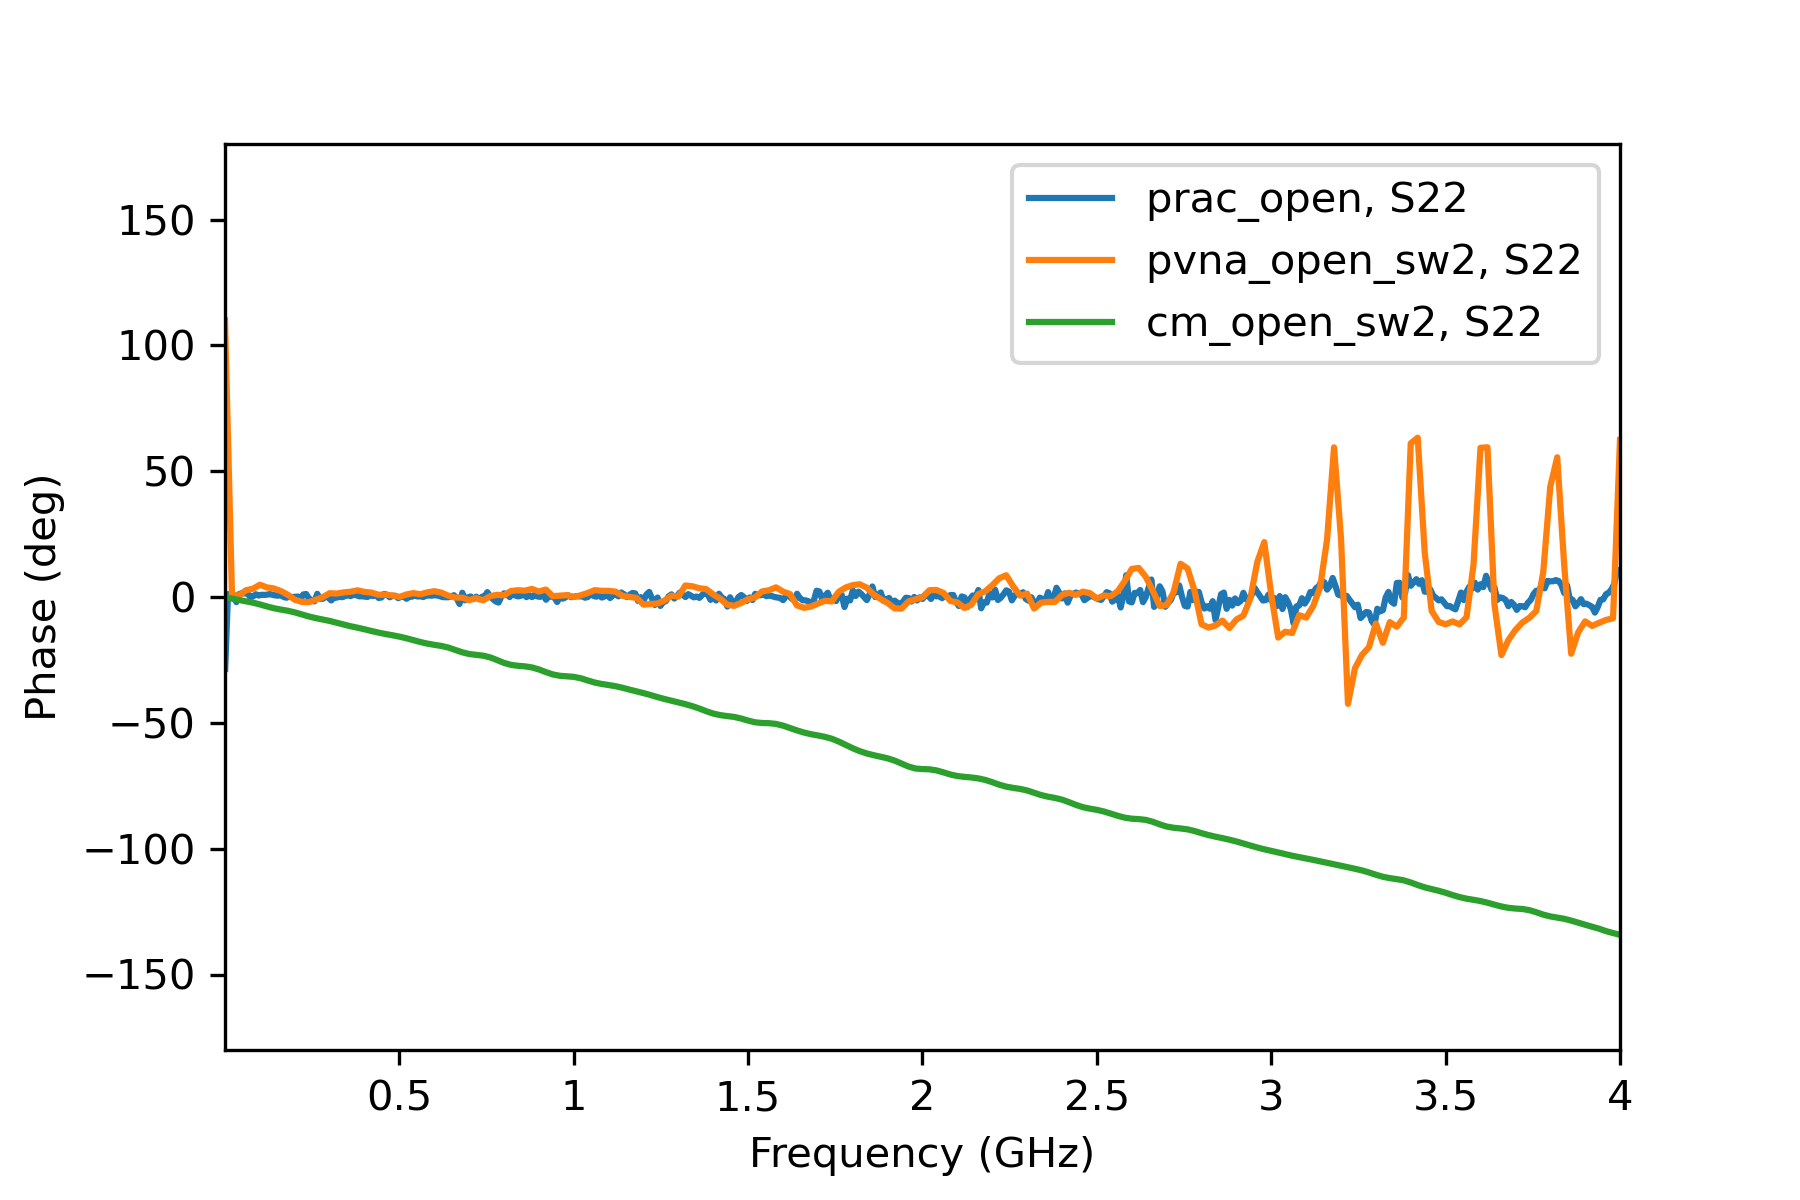 prac_open, S22
pvna_open_sw2, S22
cm_open_sw2, S22
150
100
50
0
−50
−100
−150
Phase (deg)
0.5 1 1.5 2 2.5 3 3.5 4
Frequency (GHz)